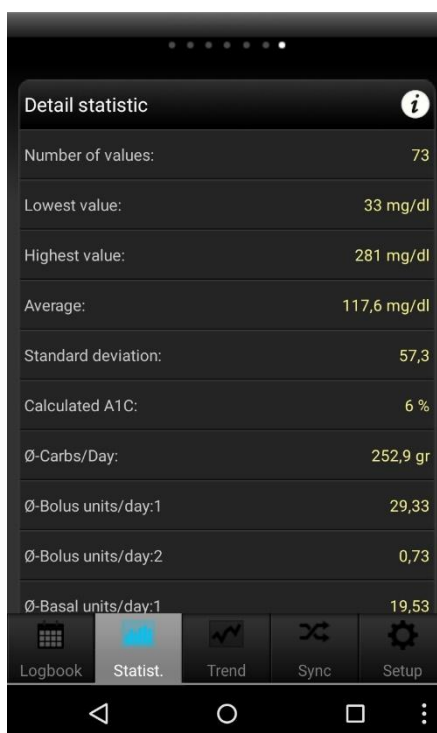 Detail statistic
Number of values: 73
Lowest value: 33 mg/dl
Highest value: 281 mg/dl
Average: 117,6 mg/dl
Standard deviation: 57,3
Calculated A1C: 6 %
Ø-Carbs/Day: 252,9 gr
Ø-Bolus units/day:1 29,33
Ø-Bolus units/day:2 0,73
Ø-Basal units/day:1 19,53
Logbook Statist. Trend Sync Setup